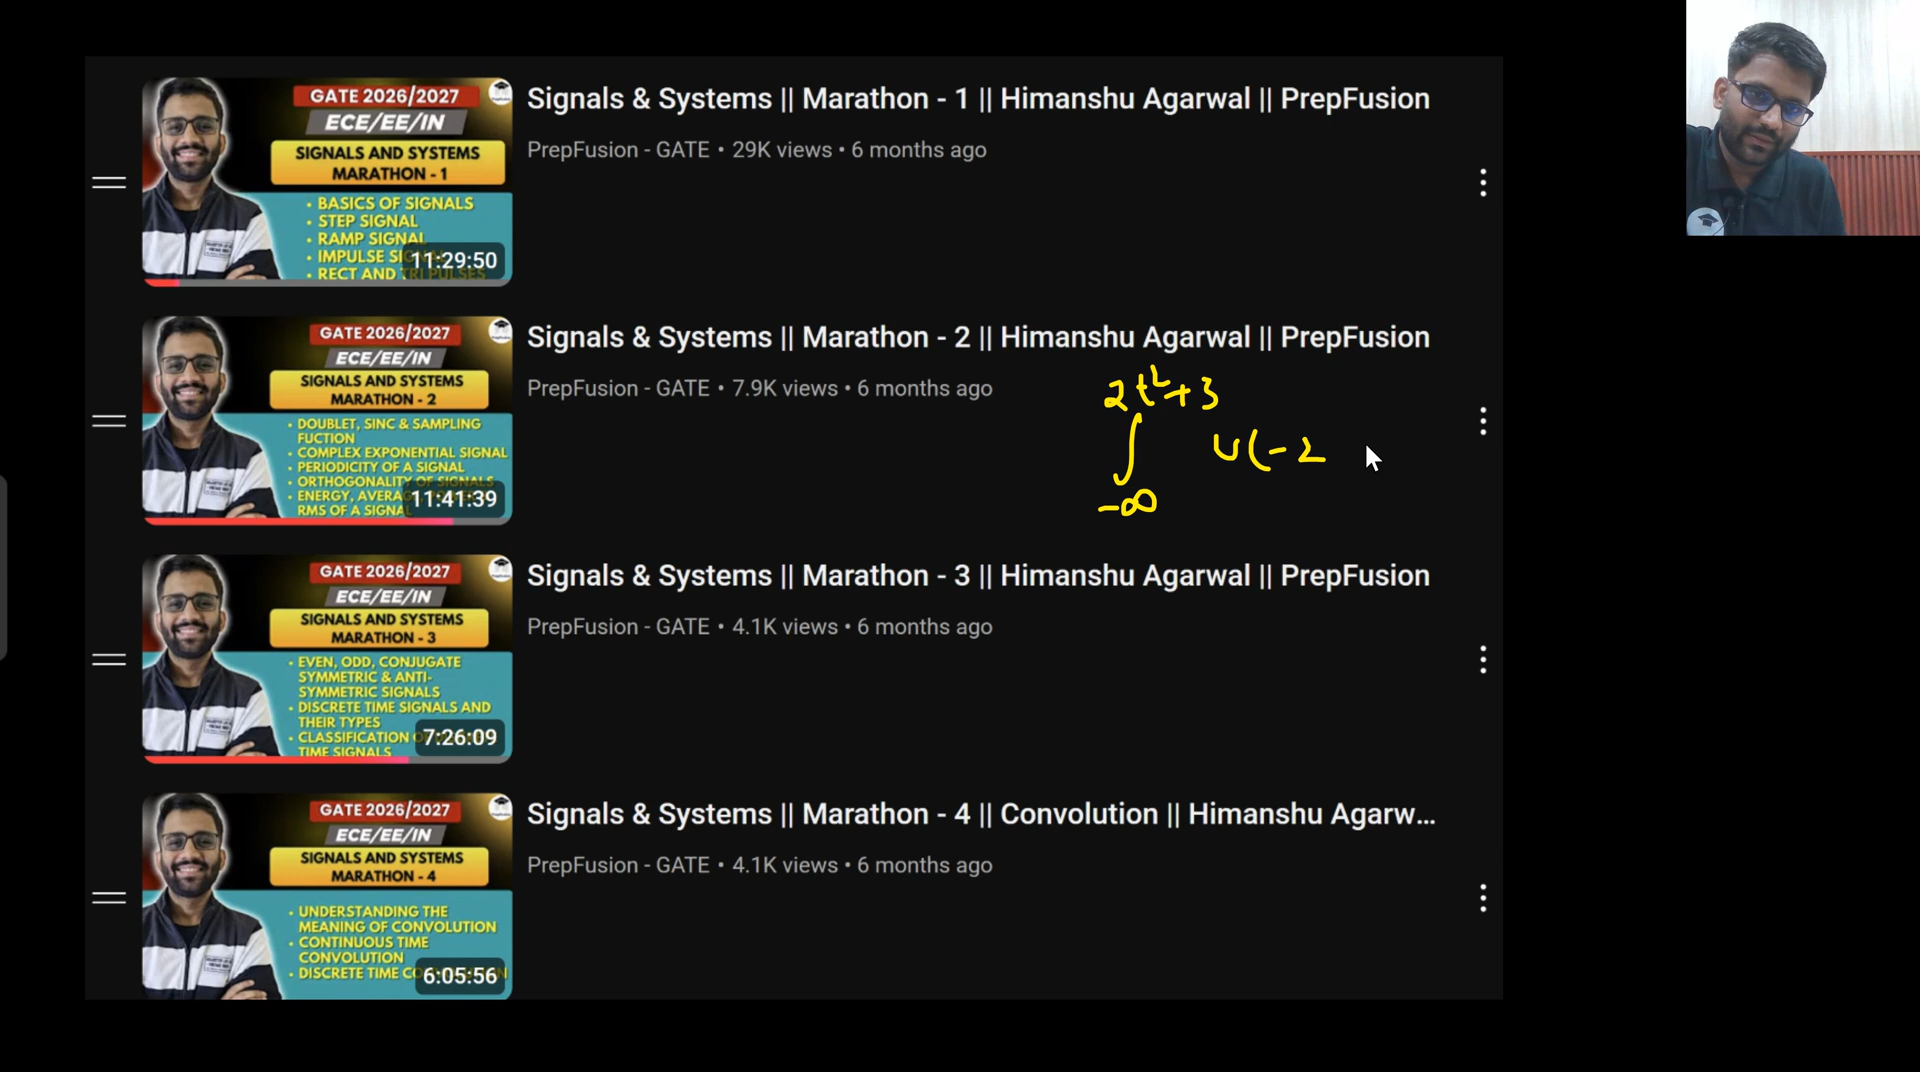 GATE 2026/2027
ECE/EE/IN
SIGNALS AND SYSTEMS
MARATHON - 1
• BASICS OF SIGNALS
• STEP SIGNAL
• RAMP SIGNAL
• IMPULSE
• RECT AND TRI PULSES
11:29:50
Signals & Systems || Marathon - 1 || Himanshu Agarwal || PrepFusion
PrepFusion - GATE • 29K views • 6 months ago
GATE 2026/2027
ECE/EE/IN
SIGNALS AND SYSTEMS
MARATHON - 2
• DOUBLET, SINC & SAMPLING
FUCTION
• COMPLEX EXPONENTIAL SIGNAL
• PERIODICITY OF A SIGNAL
• ORTHOGONALITY OF SIGNALS
• ENERGY,
RMS OF A SIGNAL
11:41:39
Signals & Systems || Marathon - 2 || Himanshu Agarwal || PrepFusion
PrepFusion - GATE • 7.9K views • 6 months ago
2t²+3
∫ u(-2
-∞
GATE 2026/2027
ECE/EE/IN
SIGNALS AND SYSTEMS
MARATHON - 3
• EVEN, ODD, CONJUGATE
SYMMETRIC & ANTI-
SYMMETRIC SIGNALS
• DISCRETE TIME SIGNALS AND
THEIR TYPES
• CLASSIFICATION
TIME SIGNALS
7:26:09
Signals & Systems || Marathon - 3 || Himanshu Agarwal || PrepFusion
PrepFusion - GATE • 4.1K views • 6 months ago
GATE 2026/2027
ECE/EE/IN
SIGNALS AND SYSTEMS
MARATHON - 4
• UNDERSTANDING THE
MEANING OF CONVOLUTION
• CONTINUOUS TIME
CONVOLUTION
• DISCRETE TIME
6:05:56
Signals & Systems || Marathon - 4 || Convolution || Himanshu Agarw...
PrepFusion - GATE • 4.1K views • 6 months ago